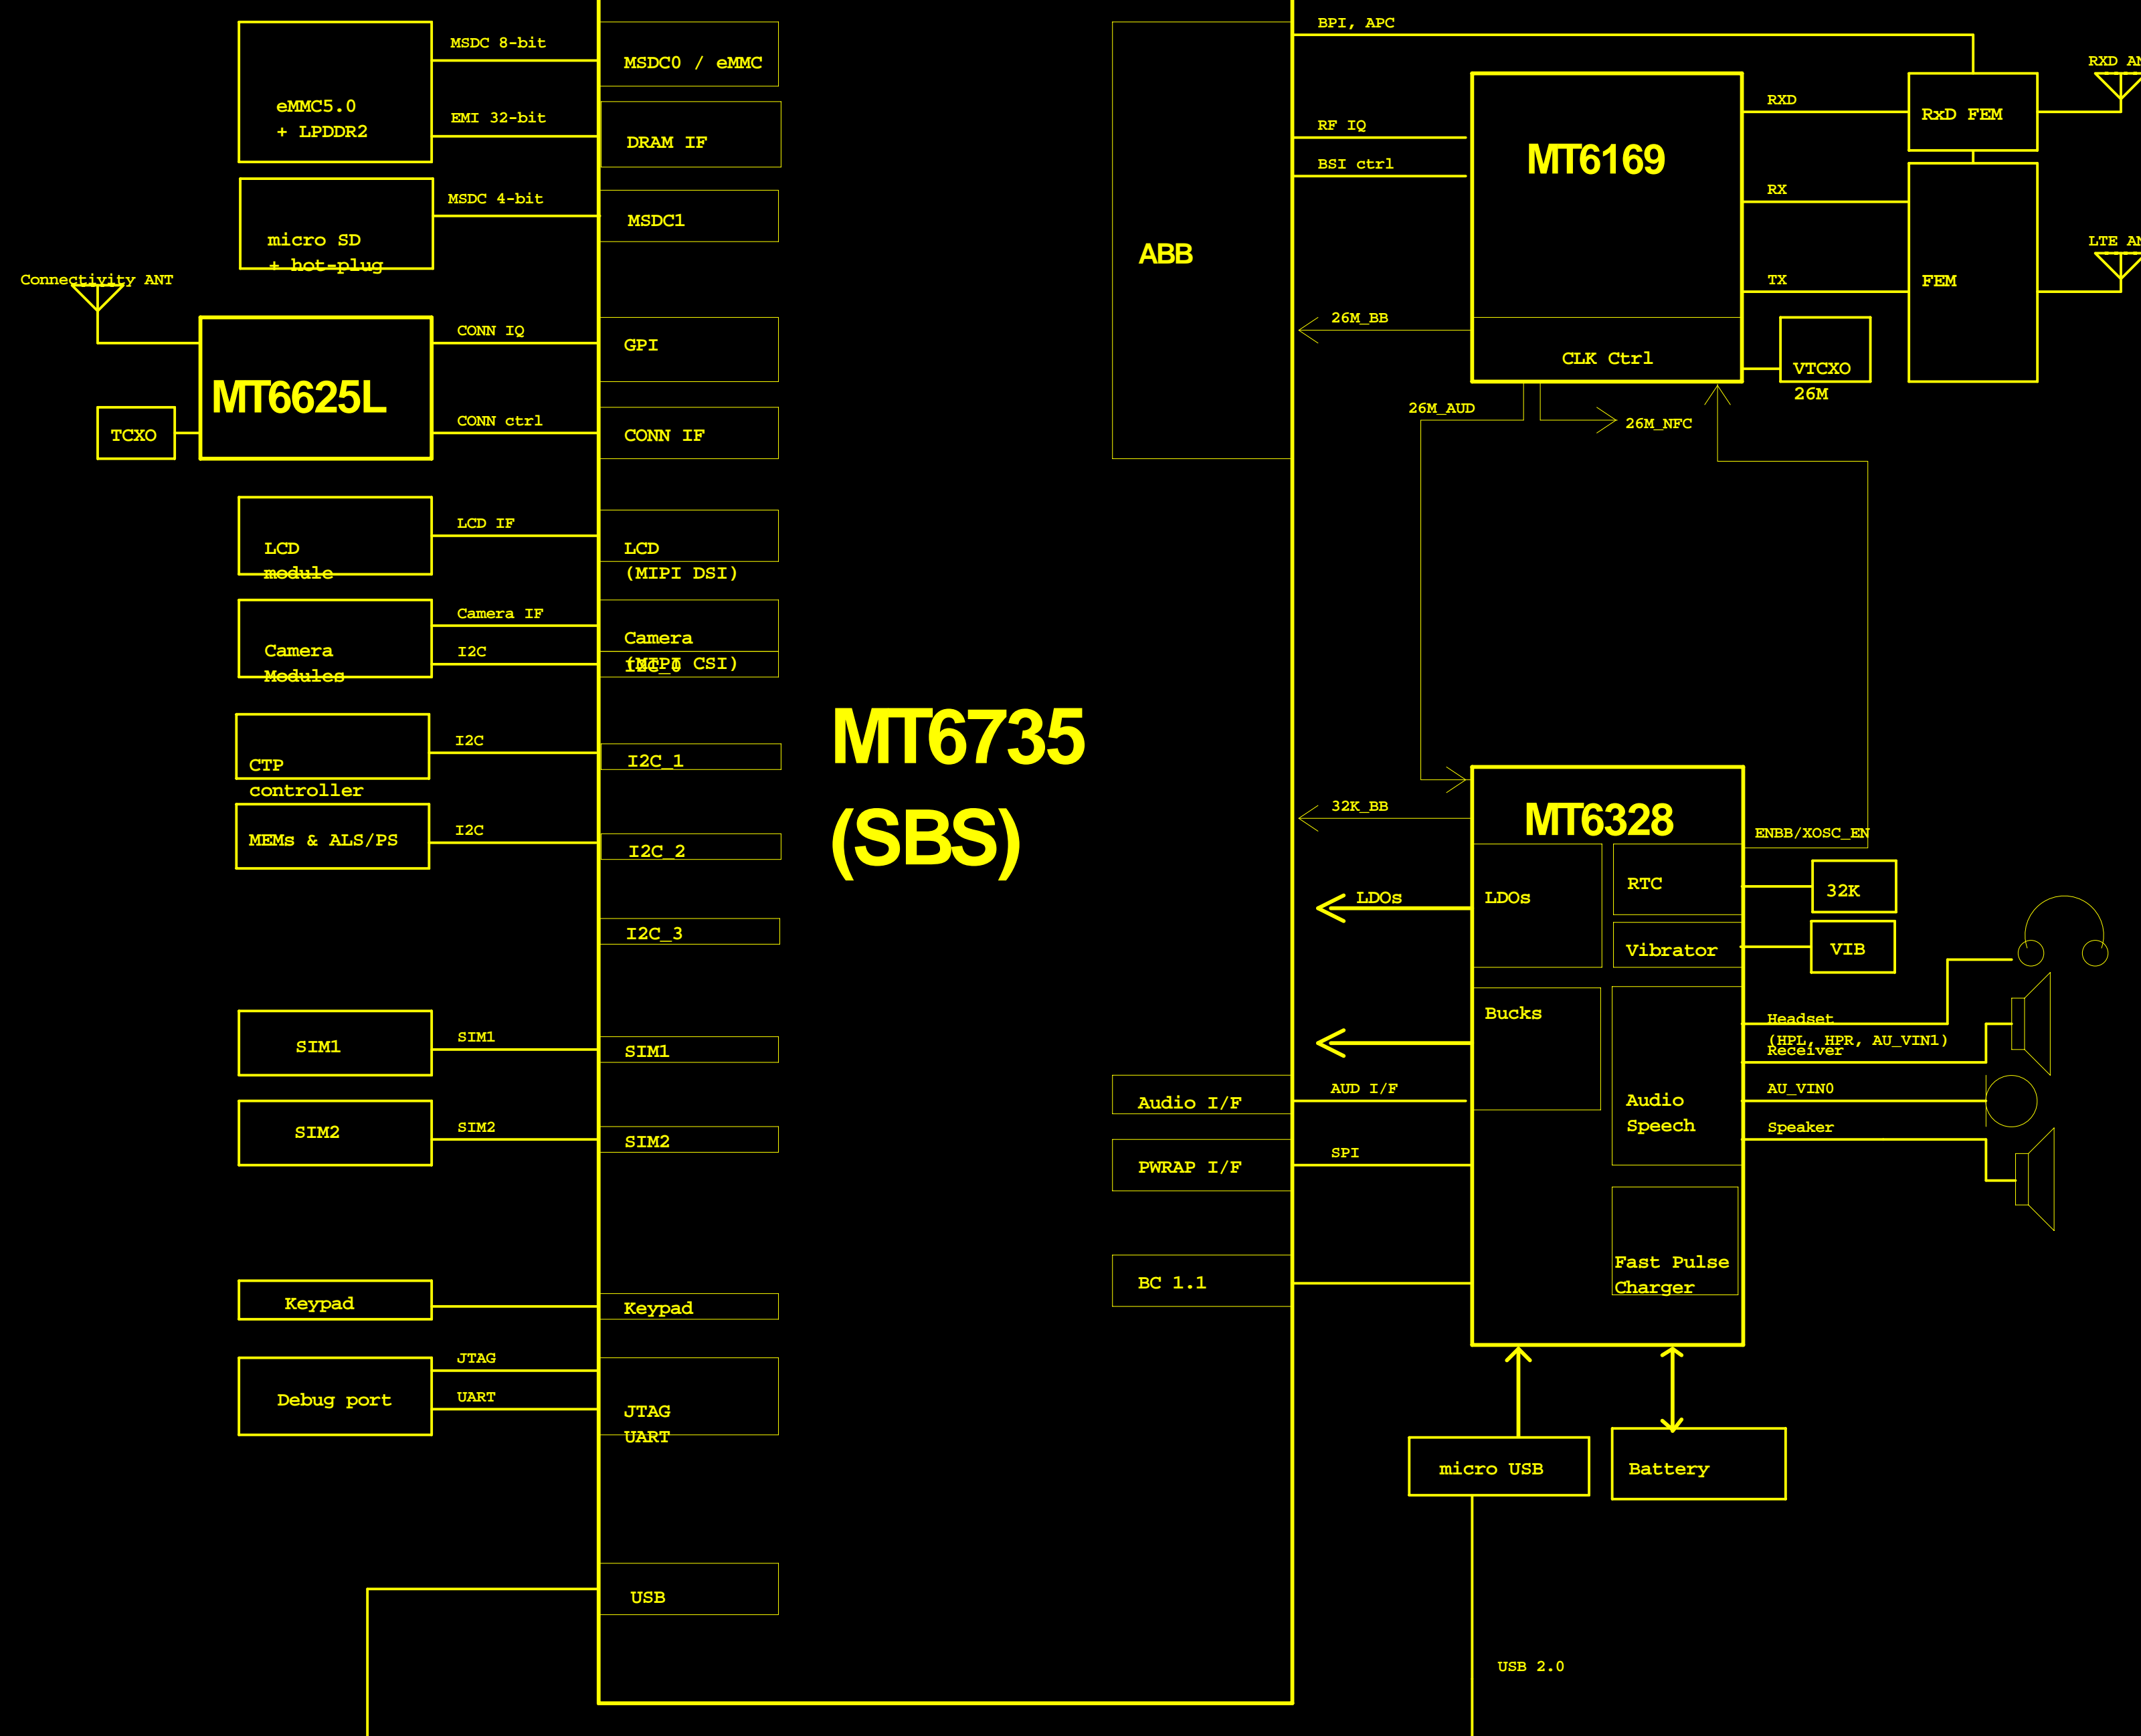 MSDC 8-bit
EMI 32-bit
eMMC5.0
+ LPDDR2
MSDC0 / eMMC
DRAM IF
MSDC 4-bit
micro SD
+ hot-plug
MSDC1
Connectivity ANT
MT6625L
TCXO
CONN IQ
CONN ctrl
GPI
CONN IF
LCD
module
LCD IF
LCD
(MIPI DSI)
Camera
Modules
Camera IF
I2C
Camera
(MIPI CSI)
I2C_0
CTP
controller
I2C
I2C_1
MEMs & ALS/PS
I2C
I2C_2
I2C_3
SIM1
SIM1
SIM1
SIM2
SIM2
SIM2
Keypad
Keypad
Debug port
JTAG
UART
JTAG
UART
USB
MT6735
(SBS)
ABB
BPI, APC
RF IQ
BSI ctrl
MT6169
RXD
RX
TX
RxD FEM
FEM
RXD AN
LTE AN
26M_BB
CLK Ctrl
VTCXO
26M
26M_AUD
26M_NFC
32K_BB
MT6328
ENBB/XOSC_EN
LDOs
LDOs
RTC
32K
Vibrator
VIB
Bucks
Headset
(HPL, HPR, AU_VIN1)
Receiver
AU_VIN0
Speaker
Audio
Speech
Audio I/F
AUD I/F
PWRAP I/F
SPI
BC 1.1
Fast Pulse
Charger
micro USB
Battery
USB 2.0